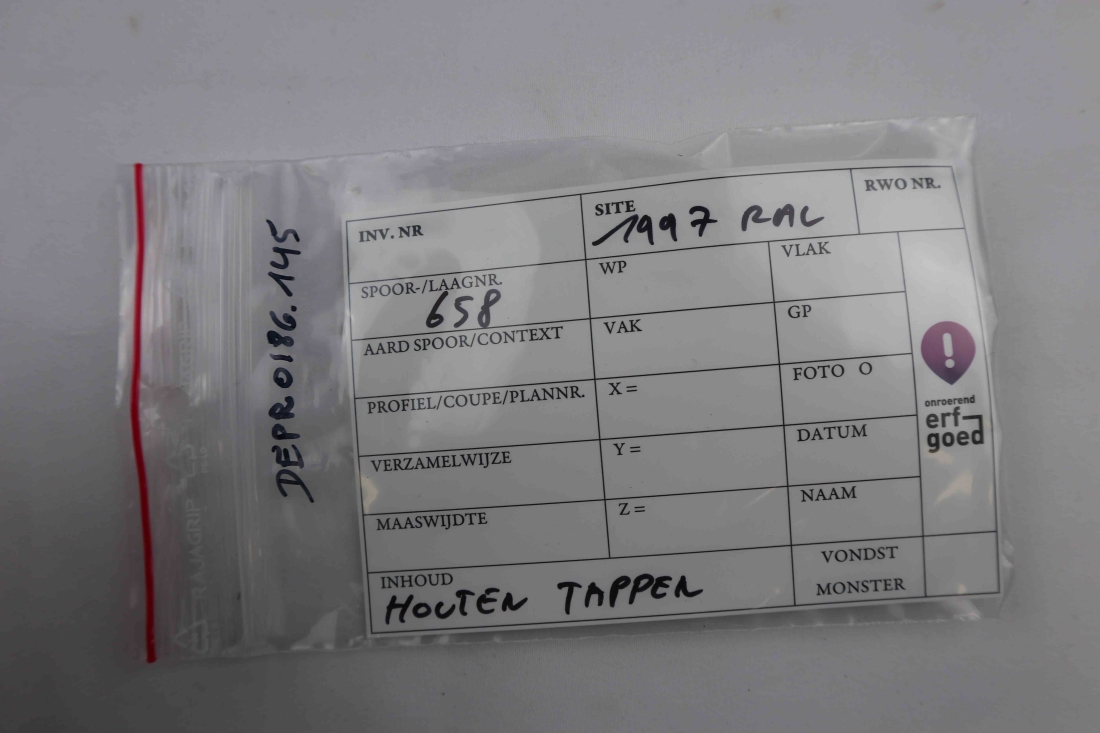 DEPR0186.145
INV. NR
SITE
1997 RAL
RWO NR.
SPOOR-/LAAGNR.
658
WP
VLAK
AARD SPOOR/CONTEXT
VAK
GP
PROFIEL/COUPE/PLANNR.
X =
FOTO O
VERZAMELWIJZE
Y =
DATUM
MAASWIJDTE
Z =
NAAM
INHOUD
HOUTEN TAPPEN
VONDST
MONSTER
onroerend
erf-
goed
RAJAGRIP